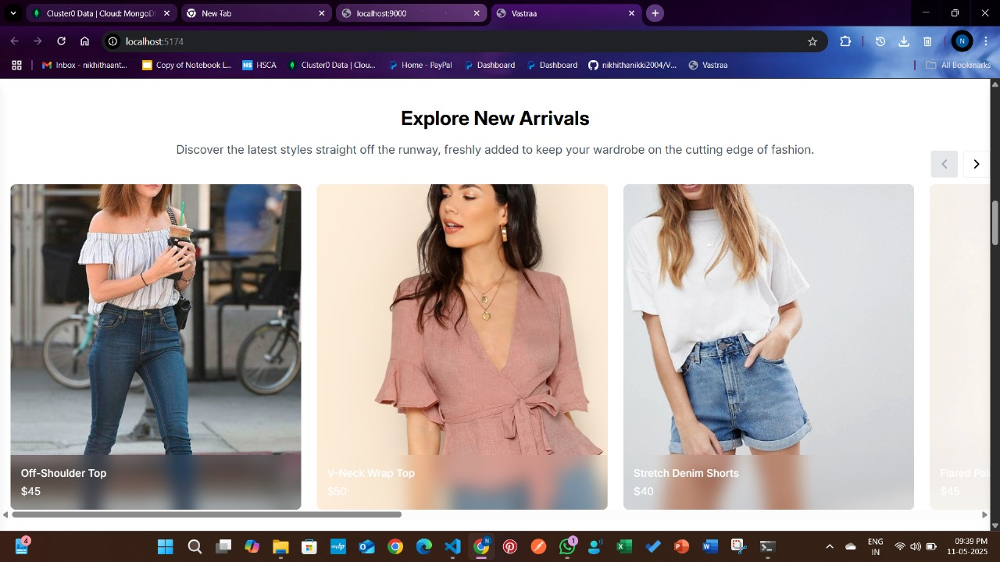 Cluster0 Data | Cloud: MongoD
New Tab
localhost:9000
Vastraa
localhost:5174
N
Inbox - nikhithaant...
Copy of Notebook L...
HS HSCA
Cluster0 Data | Clou...
Home - PayPal
Dashboard
Dashboard
nikhithanikki2004/V...
Vastraa
All Bookmarks
Explore New Arrivals
Discover the latest styles straight off the runway, freshly added to keep your wardrobe on the cutting edge of fashion.
Off-Shoulder Top
$45
V-Neck Wrap Top
$50
Stretch Denim Shorts
$40
Flared Pal
$45
4
myhp
N
1
ENG
IN
09:39 PM
11-05-2025